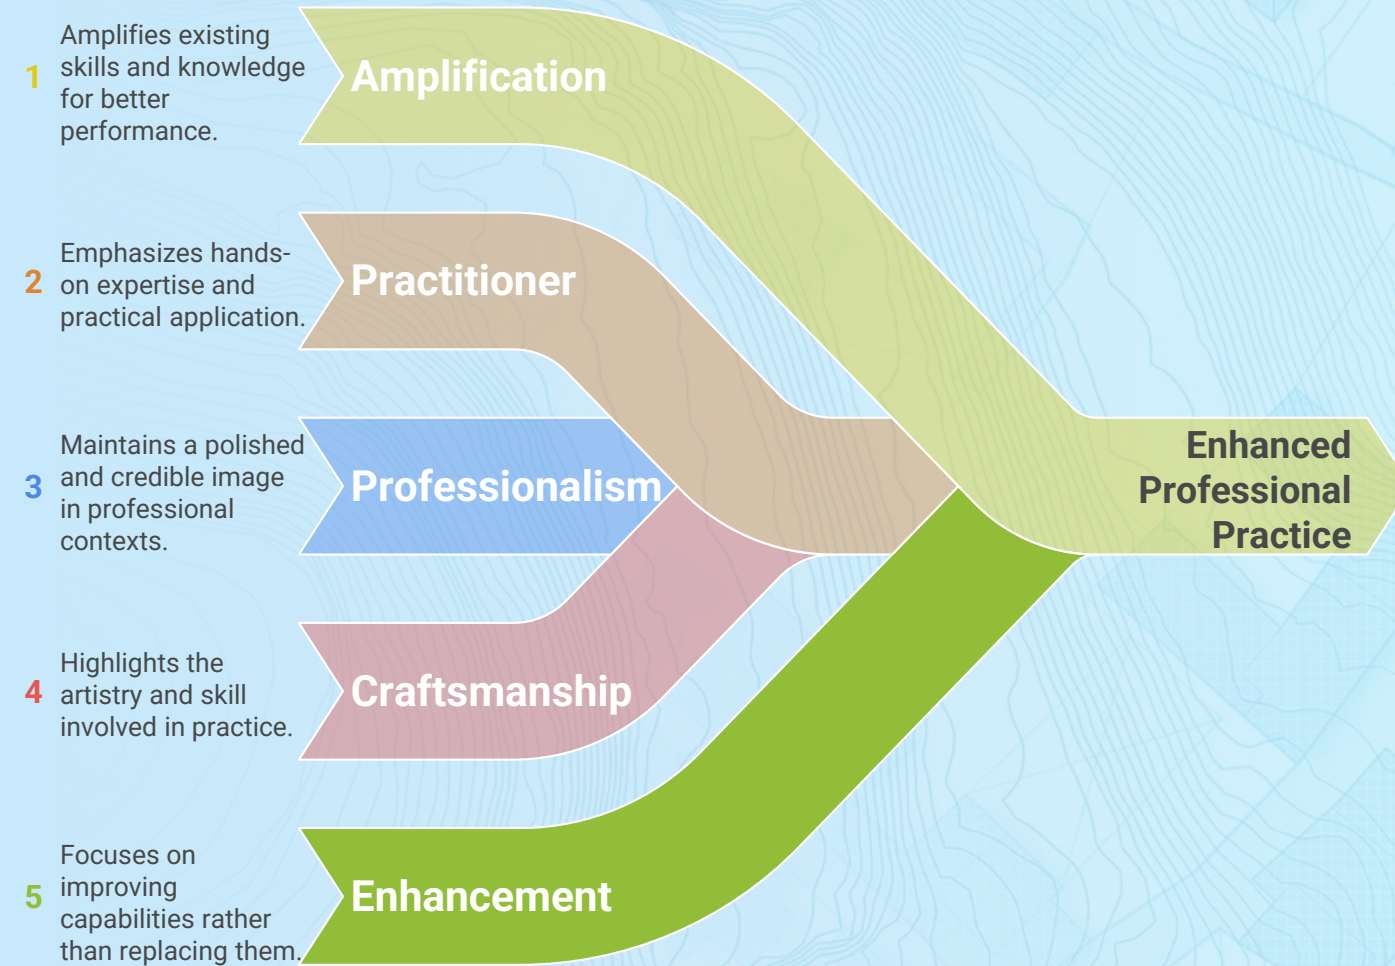 1
Amplifies existing
skills and knowledge
for better
performance.
Amplification
2
Emphasizes hands-
on expertise and
practical application.
Practitioner
3
Maintains a polished
and credible image
in professional
contexts.
Professionalism
4
Highlights the
artistry and skill
involved in practice.
Craftsmanship
5
Focuses on
improving
capabilities rather
than replacing them.
Enhancement
Enhanced
Professional
Practice